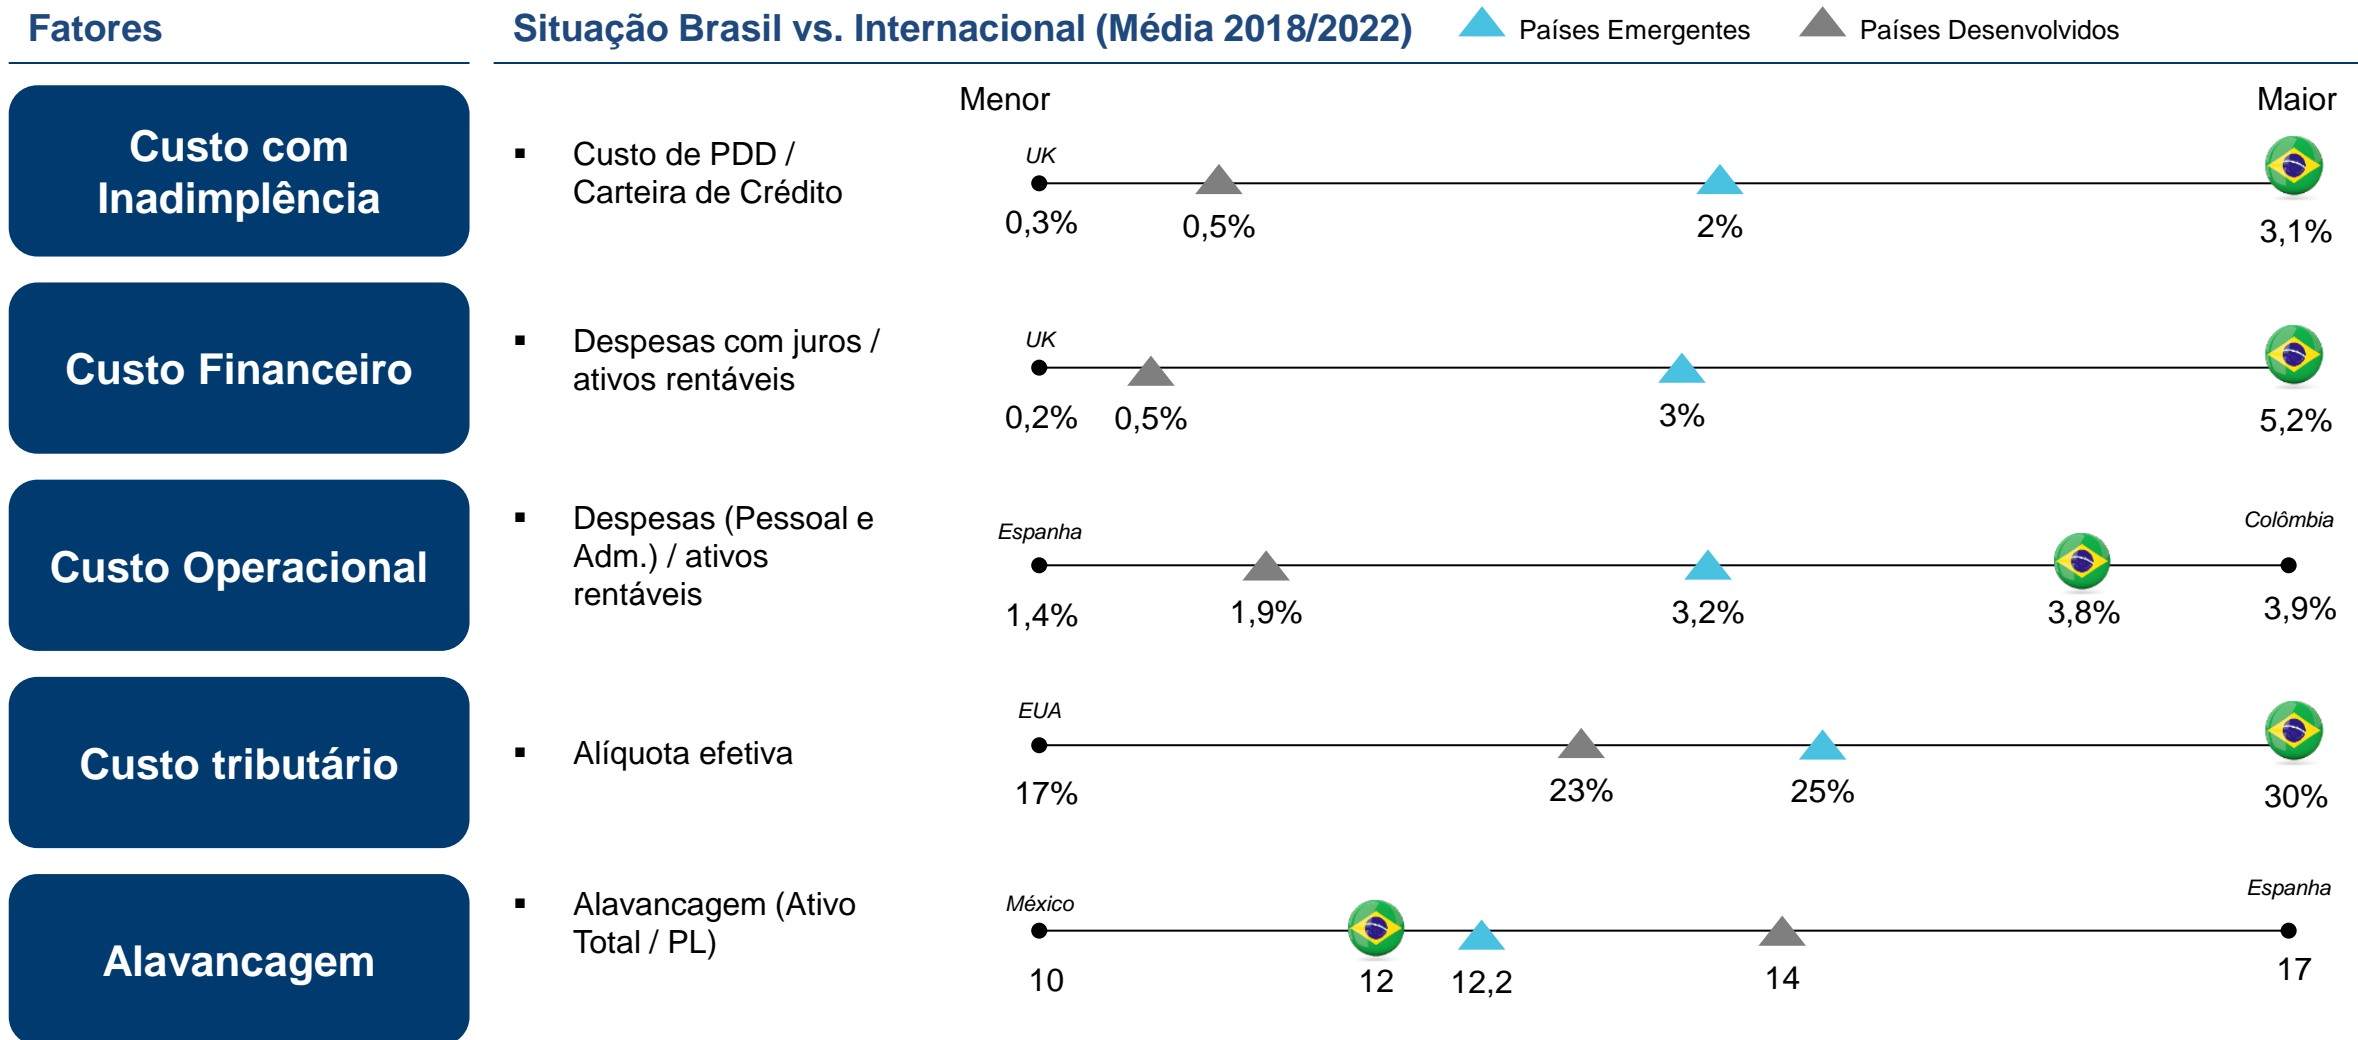 Fatores
Situação Brasil vs. Internacional (Média 2018/2022)
Países Emergentes
Países Desenvolvidos
Menor
Maior
Custo com
Inadimplência
▪ Custo de PDD /
Carteira de Crédito
UK
0,3%
0,5%
2%
3,1%
Custo Financeiro
▪ Despesas com juros /
ativos rentáveis
UK
0,2%
0,5%
3%
5,2%
Custo Operacional
▪ Despesas (Pessoal e
Adm.) / ativos
rentáveis
Espanha
Colômbia
1,4%
1,9%
3,2%
3,8%
3,9%
Custo tributário
▪ Alíquota efetiva
EUA
17%
23%
25%
30%
Alavancagem
▪ Alavancagem (Ativo
Total / PL)
México
Espanha
10
12
12,2
14
17